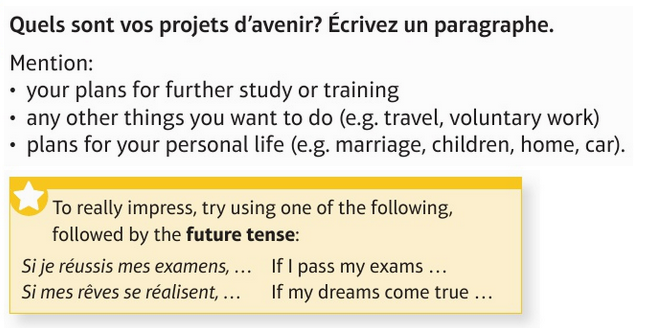 Quels sont vos projets d'avenir? Écrivez un paragraphe.
Mention:
• your plans for further study or training
• any other things you want to do (e.g. travel, voluntary work)
• plans for your personal life (e.g. marriage, children, home, car).
To really impress, try using one of the following,
followed by the future tense:
Si je réussis mes examens, … If I pass my exams …
Si mes rêves se réalisent, … If my dreams come true …